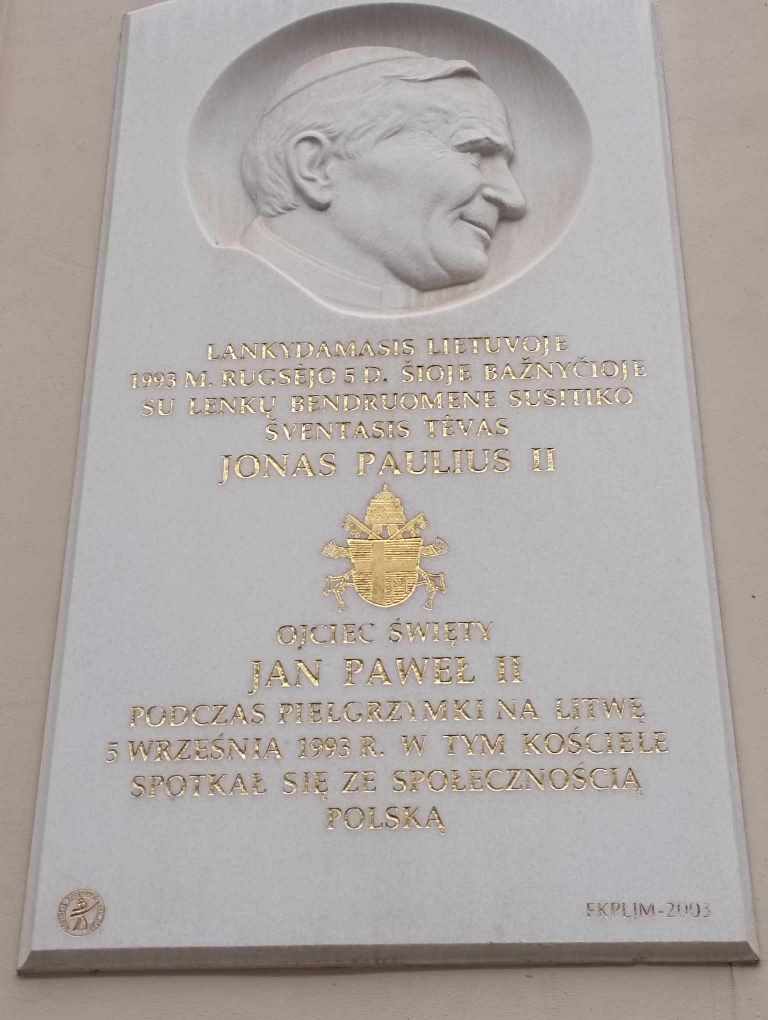 LANKYDAMASIS LIETUVOJE
1993 M. RUGSĖJO 5 D. ŠIOJE BAŽNYČIOJE
SU LENKŲ BENDRUOMENE SUSITIKO
ŠVENTASIS TĖVAS
JONAS PAULIUS II
OJCIEC ŚWIĘTY
JAN PAWEŁ II
PODCZAS PIELGRZYMKI NA LITWĘ
5 WRZEŚNIA 1993 R. W TYM KOŚCIELE
SPOTKAŁ SIĘ ZE SPOŁECZNOŚCIĄ
POLSKĄ
FKPLJM-2003